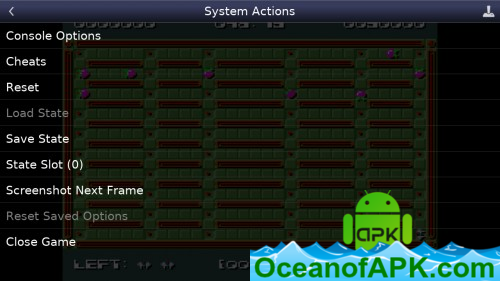 System Actions
Console Options
Cheats
Reset
Load State
Save State
State Slot (0)
Screenshot Next Frame
Reset Saved Options
Close Game
LEFT:
APK
OceanofAPK.com